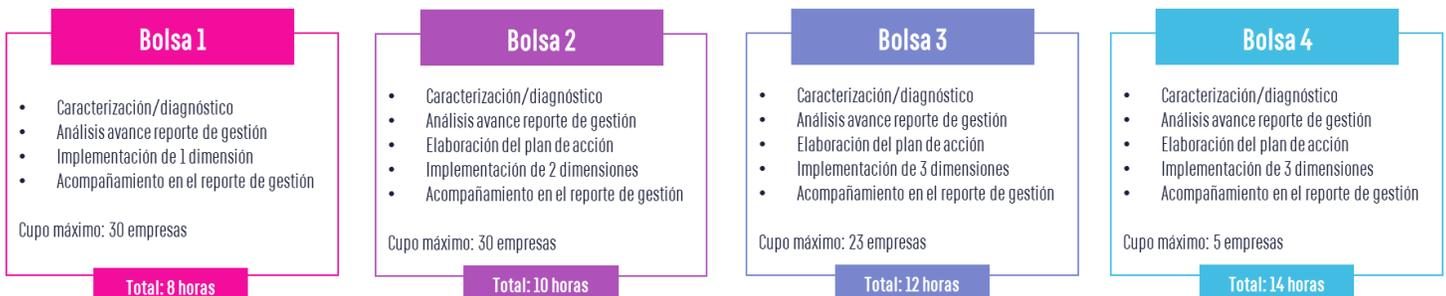 Bolsa 1
• Caracterización/diagnóstico
• Análisis avance reporte de gestión
• Implementación de 1 dimensión
• Acompañamiento en el reporte de gestión
Cupo máximo: 30 empresas
Total: 8 horas
Bolsa 2
• Caracterización/diagnóstico
• Análisis avance reporte de gestión
• Elaboración del plan de acción
• Implementación de 2 dimensiones
• Acompañamiento en el reporte de gestión
Cupo máximo: 30 empresas
Total: 10 horas
Bolsa 3
• Caracterización/diagnóstico
• Análisis avance reporte de gestión
• Elaboración del plan de acción
• Implementación de 3 dimensiones
• Acompañamiento en el reporte de gestión
Cupo máximo: 23 empresas
Total: 12 horas
Bolsa 4
• Caracterización/diagnóstico
• Análisis avance reporte de gestión
• Elaboración del plan de acción
• Implementación de 3 dimensiones
• Acompañamiento en el reporte de gestión
Cupo máximo: 5 empresas
Total: 14 horas